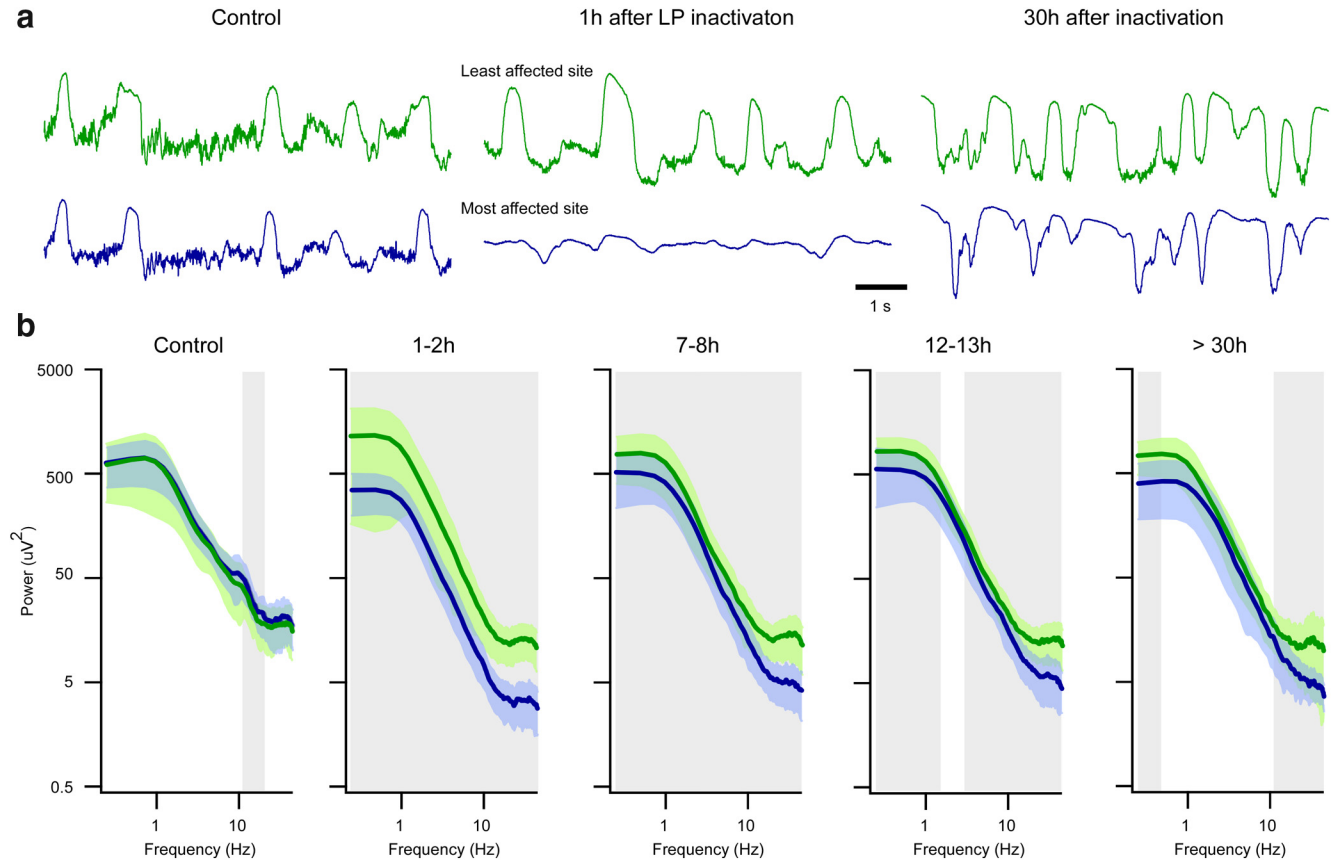 a
Control
1h after LP inactivaton
30h after inactivation
Least affected site
Most affected site
1 s
b
Control
1-2h
7-8h
12-13h
> 30h
Power (uV²)
5000
500
50
5
0.5
1 10
1 10
1 10
1 10
1 10
Frequency (Hz)
Frequency (Hz)
Frequency (Hz)
Frequency (Hz)
Frequency (Hz)